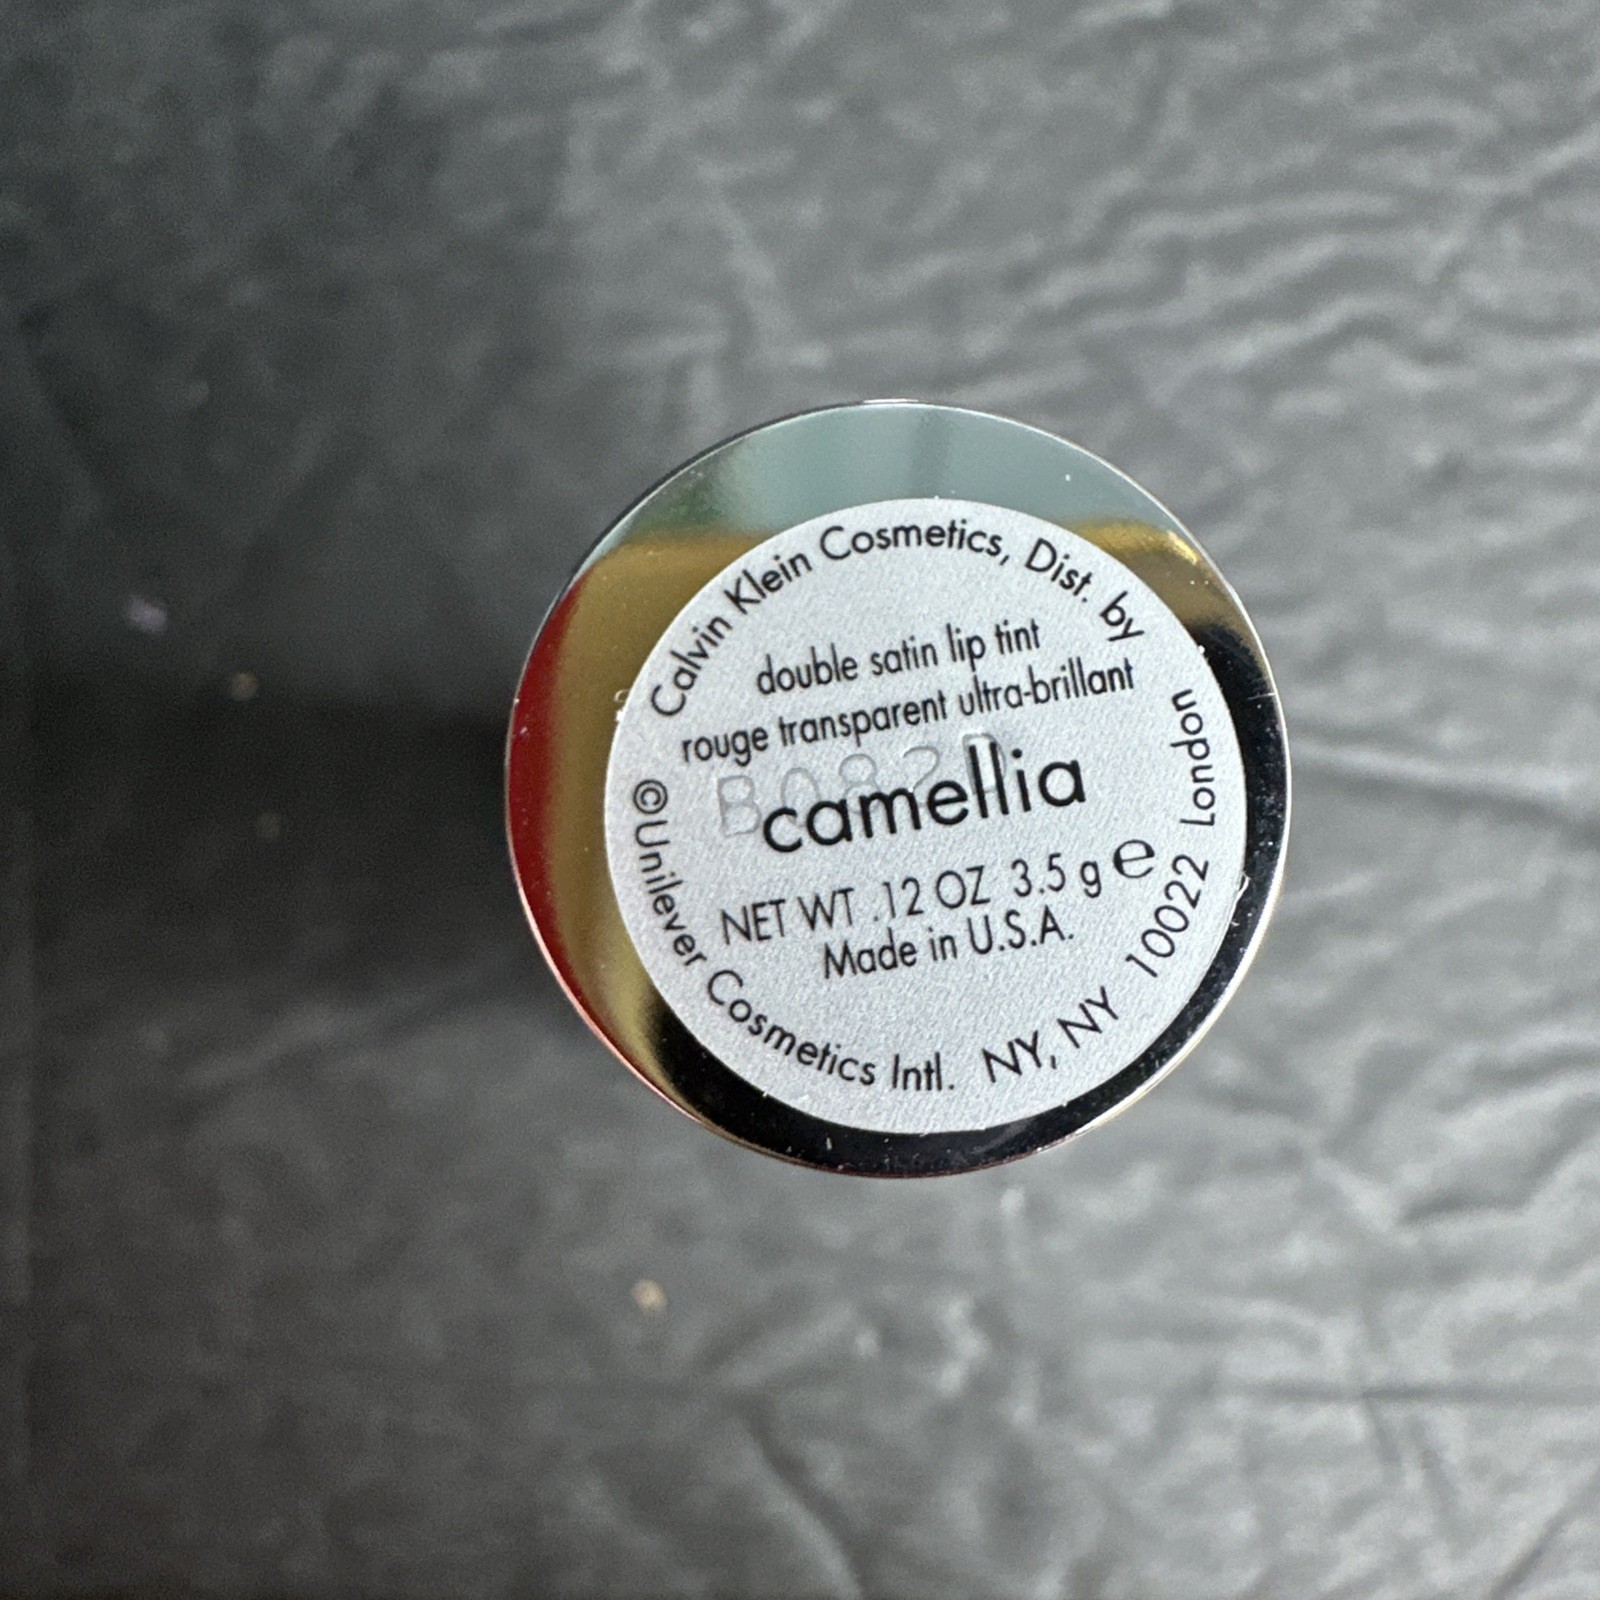 Calvin Klein Cosmetics, Dist. by
double satin lip tint
rouge transparent ultra-brillant
camellia
NET WT .12 OZ 3.5 g ℮
Made in U.S.A.
©Unilever Cosmetics Intl. NY, NY 10022 London